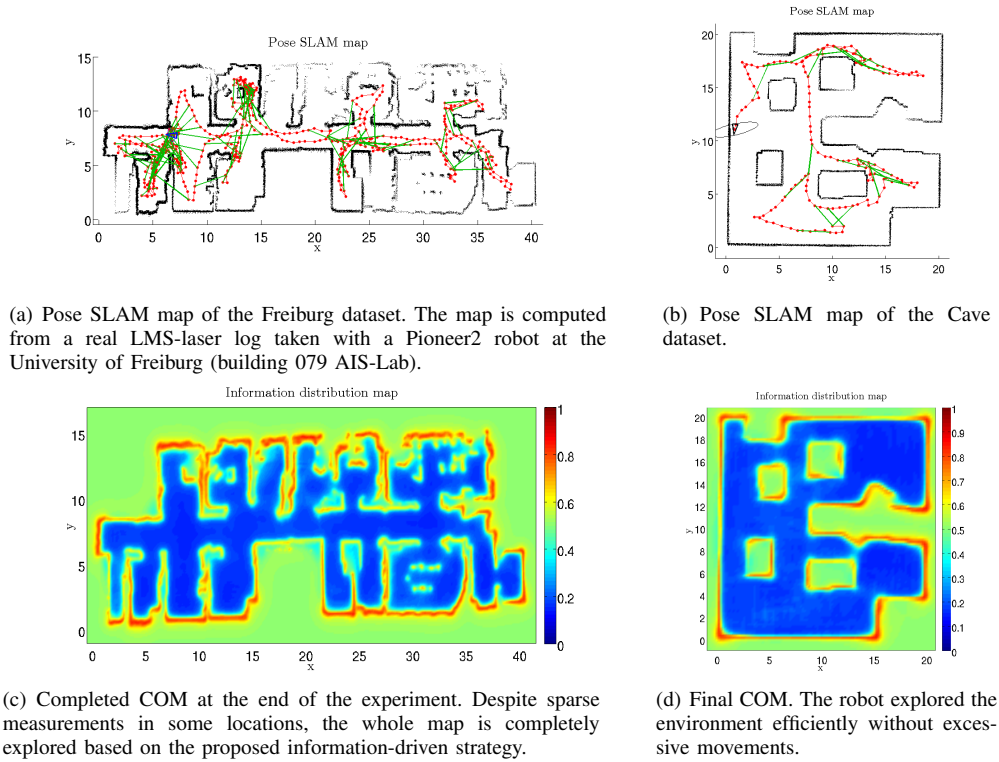 Pose SLAM map
15
10
5
0
y
0 5 10 15 20 25 30 35 40
x
(a) Pose SLAM map of the Freiburg dataset. The map is computed
from a real LMS-laser log taken with a Pioneer2 robot at the
University of Freiburg (building 079 AIS-Lab).
Pose SLAM map
20
15
10
5
0
y
0 5 10 15 20
x
(b) Pose SLAM map of the Cave
dataset.
Information distribution map
15
10
5
0
y
0 5 10 15 20 25 30 35 40
x
1
0.8
0.6
0.4
0.2
0
(c) Completed COM at the end of the experiment. Despite sparse
measurements in some locations, the whole map is completely
explored based on the proposed information-driven strategy.
Information distribution map
20
18
16
14
12
10
8
6
4
2
0
y
0 5 10 15 20
x
1
0.9
0.8
0.7
0.6
0.5
0.4
0.3
0.2
0.1
0
(d) Final COM. The robot explored the
environment efficiently without exces-
sive movements.